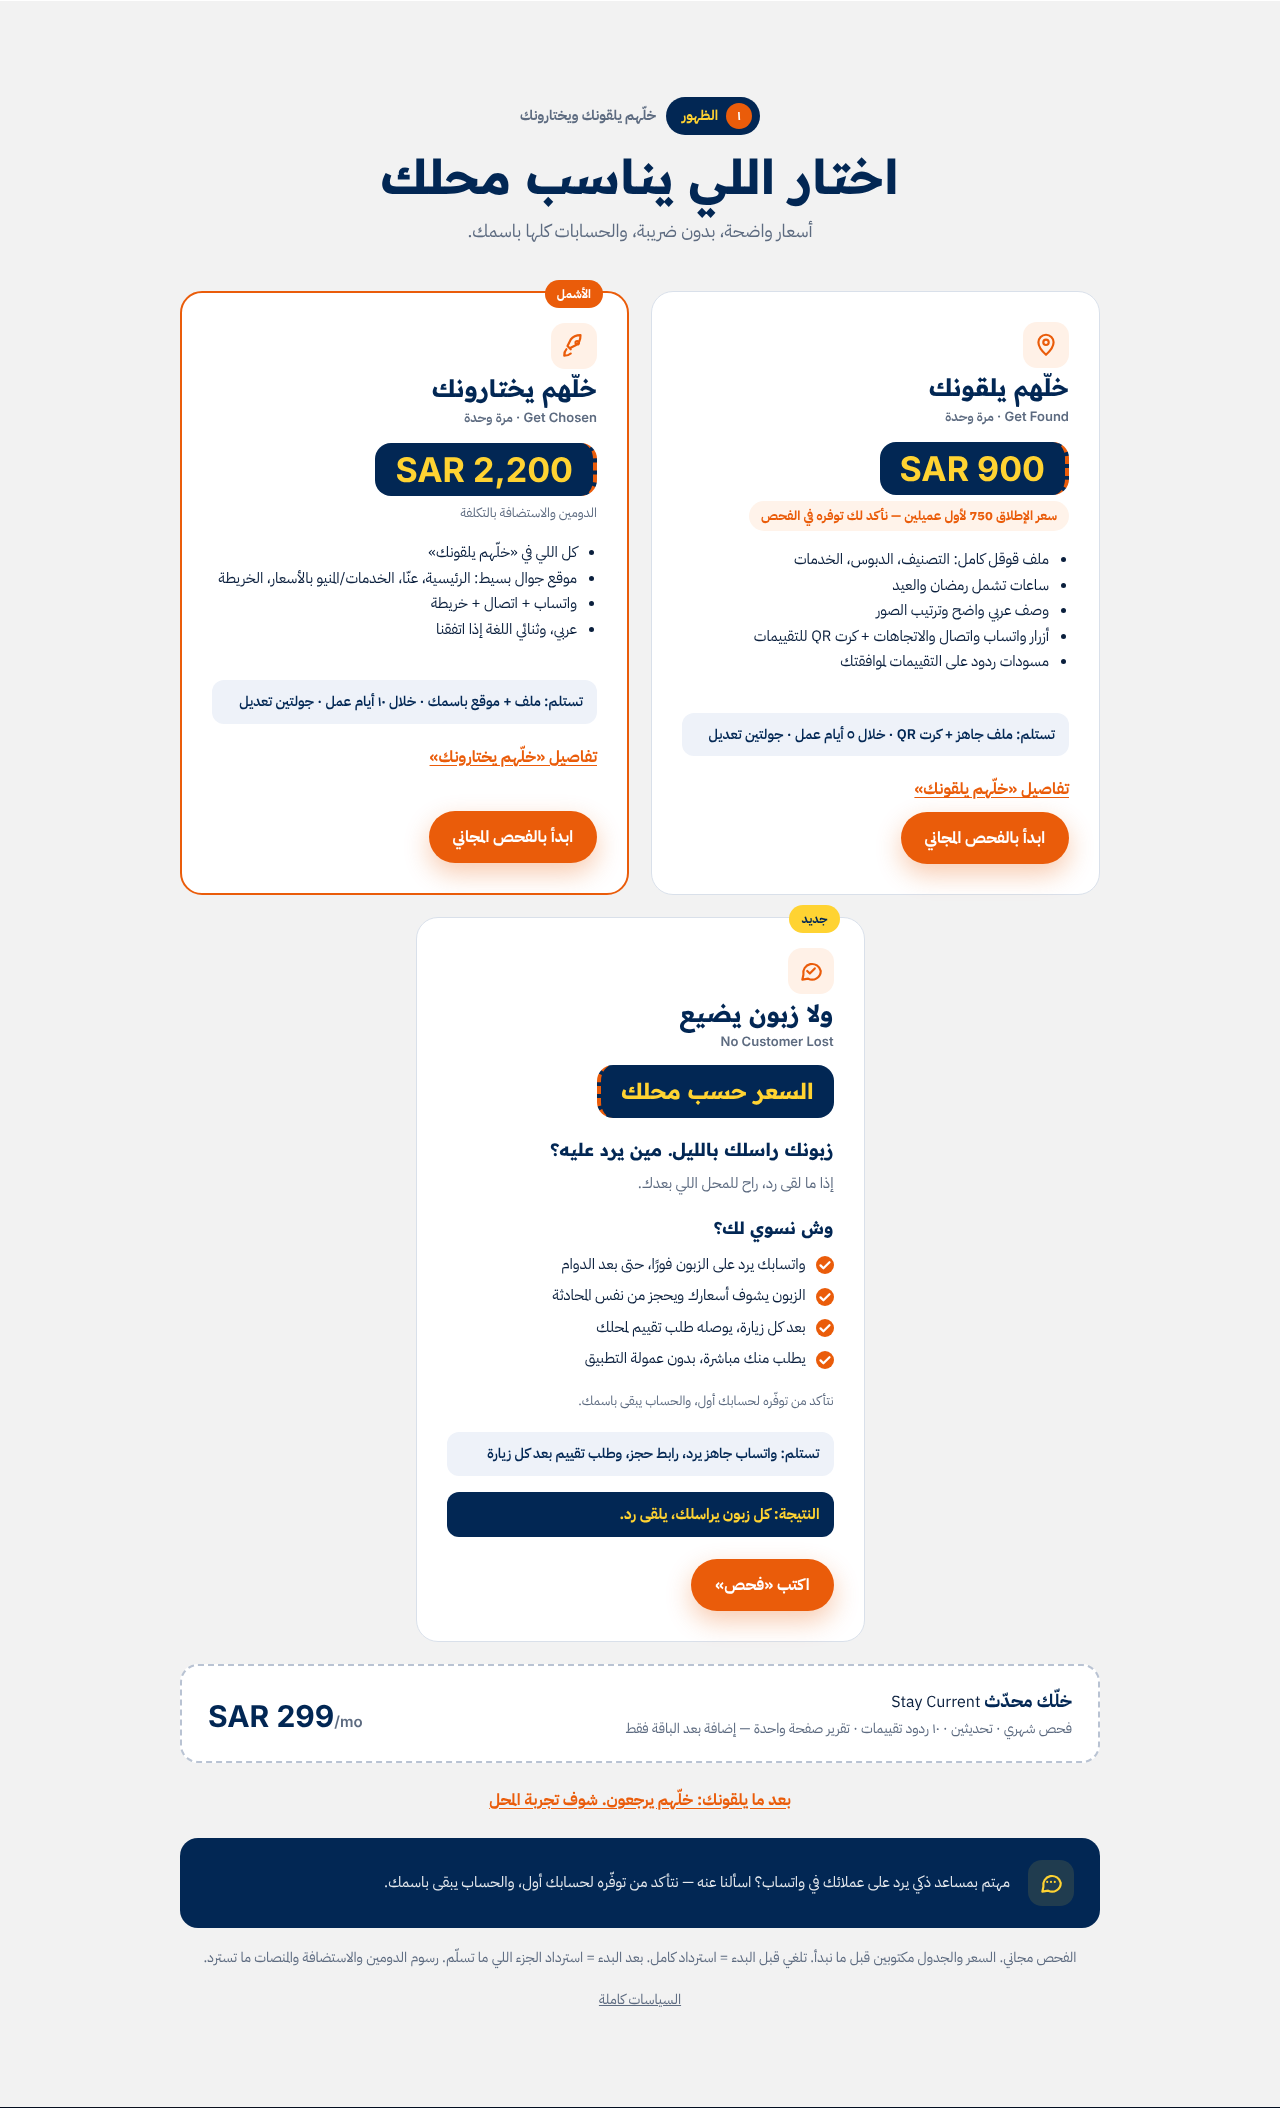 ١ الظهور خلّهم يلقونك ويختارونك
اختار اللي يناسب محلك
أسعار واضحة، بدون ضريبة، والحسابات كلها باسمك.
خلّهم يلقونك
Get Found · مرة وحدة
SAR 900
سعر الإطلاق 750 لأول عميلين — نأكد لك توفره في الفحص
ملف قوقل كامل: التصنيف، الدبوس، الخدمات
ساعات تشمل رمضان والعيد
وصف عربي واضح وترتيب الصور
أزرار واتساب واتصال والاتجاهات + كرت QR للتقييمات
مسودات ردود على التقييمات لموافقتك
تستلم: ملف جاهز + كرت QR · خلال ٥ أيام عمل · جولتين تعديل
تفاصيل «خلّهم يلقونك»
ابدأ بالفحص المجاني
الأشمل
خلّهم يختارونك
Get Chosen · مرة وحدة
SAR 2,200
الدومين والاستضافة بالتكلفة
كل اللي في «خلّهم يلقونك»
موقع جوال بسيط: الرئيسية، عنّا، الخدمات/المنيو بالأسعار، الخريطة
واتساب + اتصال + خريطة
عربي، وثنائي اللغة إذا اتفقنا
تستلم: ملف + موقع باسمك · خلال ١٠ أيام عمل · جولتين تعديل
تفاصيل «خلّهم يختارونك»
ابدأ بالفحص المجاني
جديد
ولا زبون يضيع
No Customer Lost
السعر حسب محلك
زبونك راسلك بالليل. مين يرد عليه؟
إذا ما لقى رد، راح للمحل اللي بعدك.
وش نسوي لك؟
واتسابك يرد على الزبون فورًا، حتى بعد الدوام
الزبون يشوف أسعارك ويحجز من نفس المحادثة
بعد كل زيارة، يوصله طلب تقييم لمحلك
يطلب منك مباشرة، بدون عمولة التطبيق
نتأكد من توفّره لحسابك أول، والحساب يبقى باسمك.
تستلم: واتساب جاهز يرد، رابط حجز، وطلب تقييم بعد كل زيارة
النتيجة: كل زبون يراسلك، يلقى رد.
اكتب «فحص»
خلّك محدّث Stay Current
فحص شهري · تحديثين · ١٠ ردود تقييمات · تقرير صفحة واحدة — إضافة بعد الباقة فقط
SAR 299/mo
بعد ما يلقونك: خلّهم يرجعون. شوف تجربة المحل
مهتم بمساعد ذكي يرد على عملائك في واتساب؟ اسألنا عنه — نتأكد من توفّره لحسابك أول، والحساب يبقى باسمك.
الفحص مجاني. السعر والجدول مكتوبين قبل ما نبدأ. تلغي قبل البدء = استرداد كامل. بعد البدء = استرداد الجزء اللي ما تسلّم. رسوم الدومين والاستضافة والمنصات ما تسترد.
السياسات كاملة